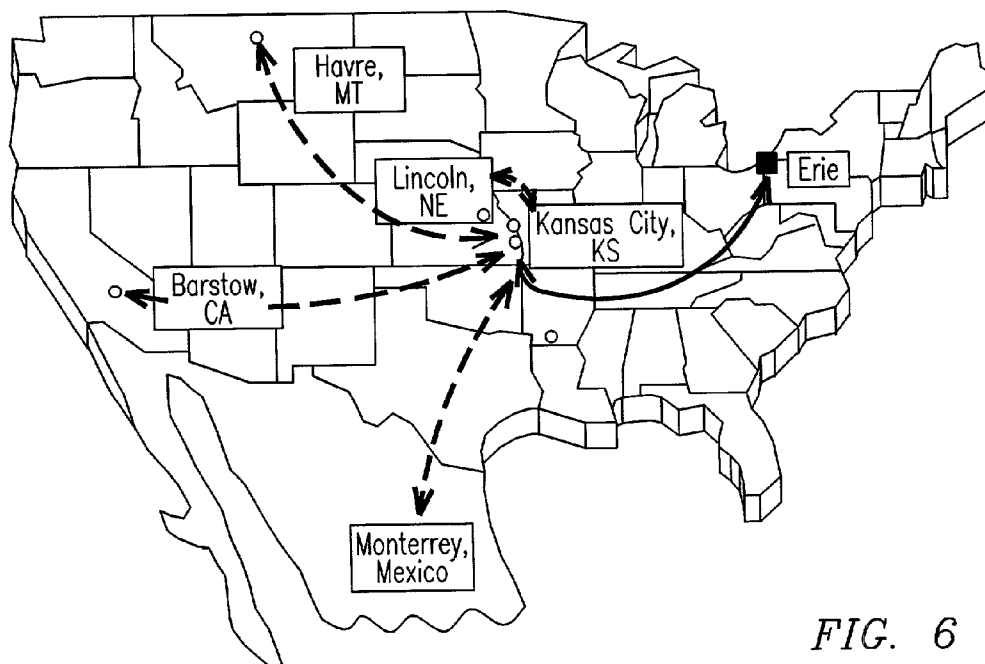 Havre,
MT
Lincoln,
NE
Erie
Kansas City,
KS
Barstow,
CA
Monterrey,
Mexico
FIG. 6